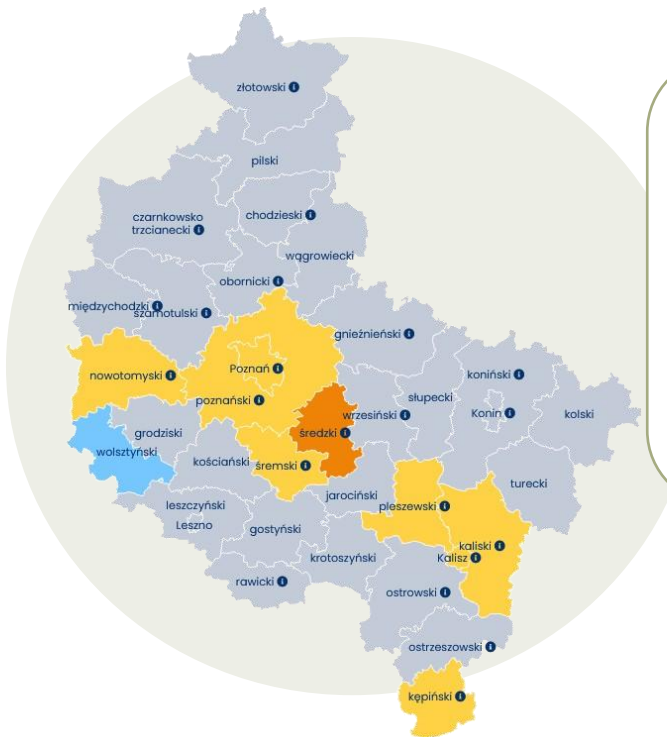 złotowski
pilski
chodzieski
czarnkowsko
trzcianecki
wągrowiecki
obornicki
międzychodzki
szamotulski
gnieźnieński
nowotomyski
Poznań
koniński
poznański
słupecki
wrzesiński
Konin
kolski
grodziski
średzki
wolsztyński
kościański
śremski
turecki
jarociński
leszczyński
pleszewski
Leszno
gostyński
kaliski
krotoszyński
Kalisz
rawicki
ostrowski
ostrzeszowski
kępiński